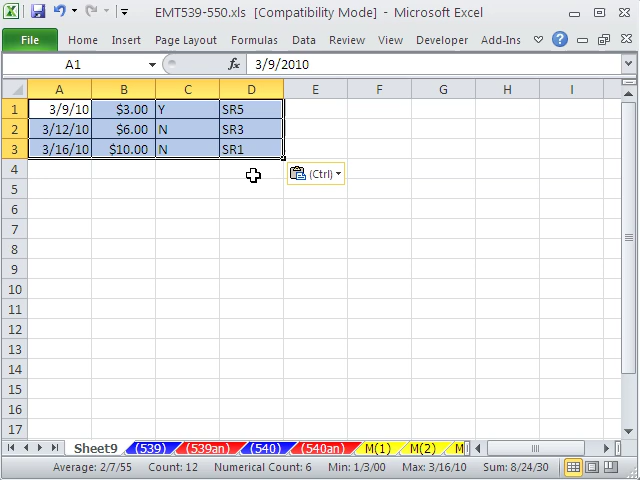 EMT539-550.xls [Compatibility Mode] - Microsoft Excel
File Home Insert Page Layout Formulas Data Review View Developer Add-Ins
A1 fx 3/9/2010
A B C D E F G H I
1 3/9/10 $3.00 Y SR5
2 3/12/10 $6.00 N SR3
3 3/16/10 $10.00 N SR1
4 (Ctrl)
5
6
7
8
9
10
11
12
13
14
15
16
17
Sheet9 (539) (539an) (540) (540an) M(1) M(2) M
Average: 2/7/55 Count: 12 Numerical Count: 6 Min: 1/3/00 Max: 3/16/10 Sum: 8/24/30